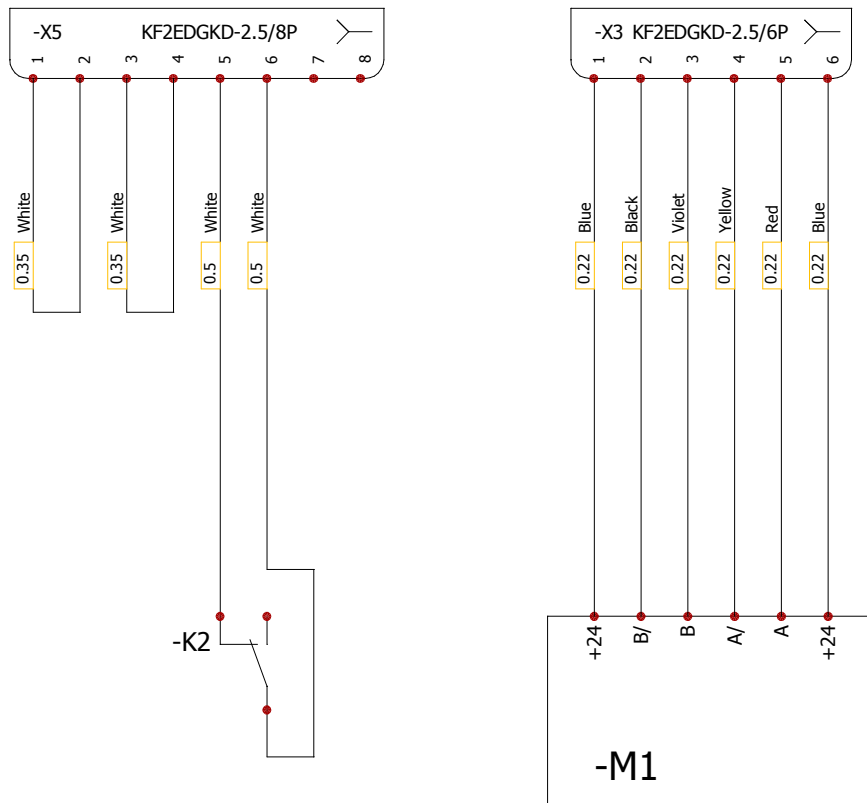 -X5 KF2EDGKD-2.5/8P
1 2 3 4 5 6 7 8
White White White White
0.35 0.35 0.5 0.5
-K2
-X3 KF2EDGKD-2.5/6P
1 2 3 4 5 6
Blue Black Violet Yellow Red Blue
0.22 0.22 0.22 0.22 0.22 0.22
+24 B/ B A/ A +24
-M1